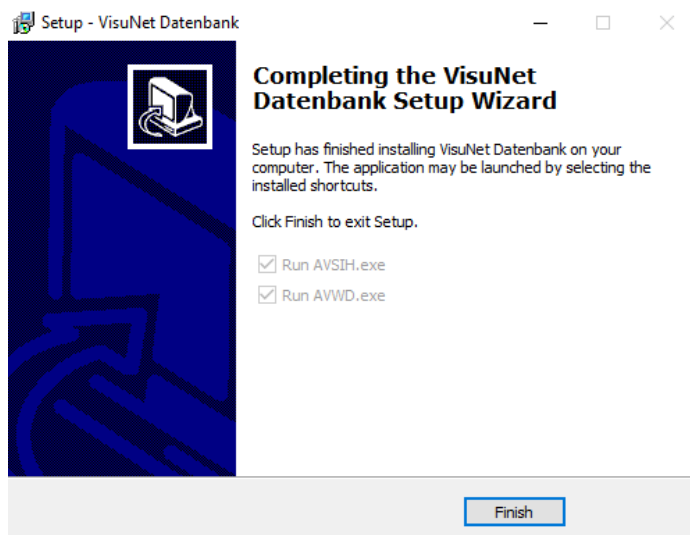 Setup - VisuNet Datenbank
Completing the VisuNet
Datenbank Setup Wizard
Setup has finished installing VisuNet Datenbank on your
computer. The application may be launched by selecting the
installed shortcuts.
Click Finish to exit Setup.
Run AVSIH.exe
Run AVWD.exe
Finish